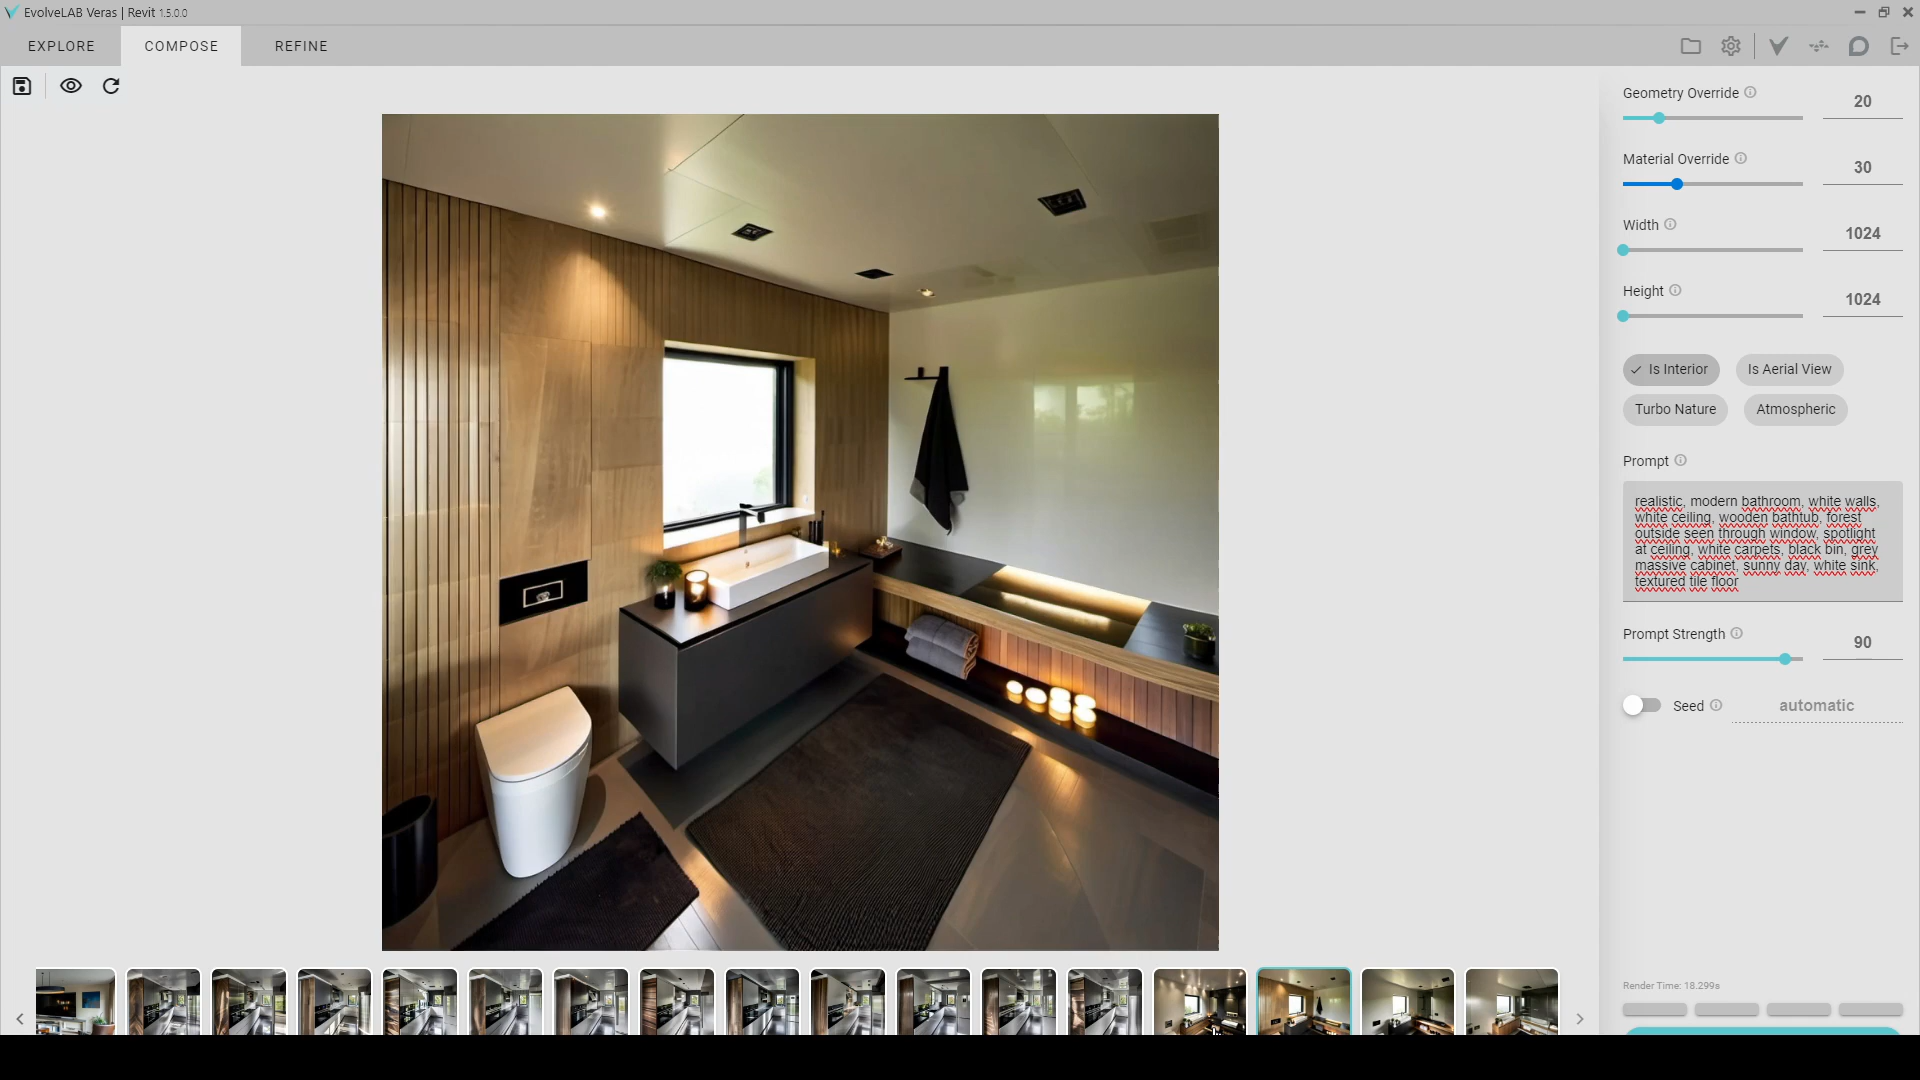 EvolveLAB Veras | Revit 1.5.0.0
EXPLORE COMPOSE REFINE
Geometry Override 20
Material Override 30
Width 1024
Height 1024
Is Interior Is Aerial View
Turbo Nature Atmospheric
Prompt
realistic, modern bathroom, white walls,
white ceiling, wooden bathtub, forest
outside seen through window, spotlight
at ceiling, white carpets, black bin, grey
massive cabinet, sunny day, white sink,
textured tile floor
Prompt Strength 90
Seed automatic
Render Time: 18.299s